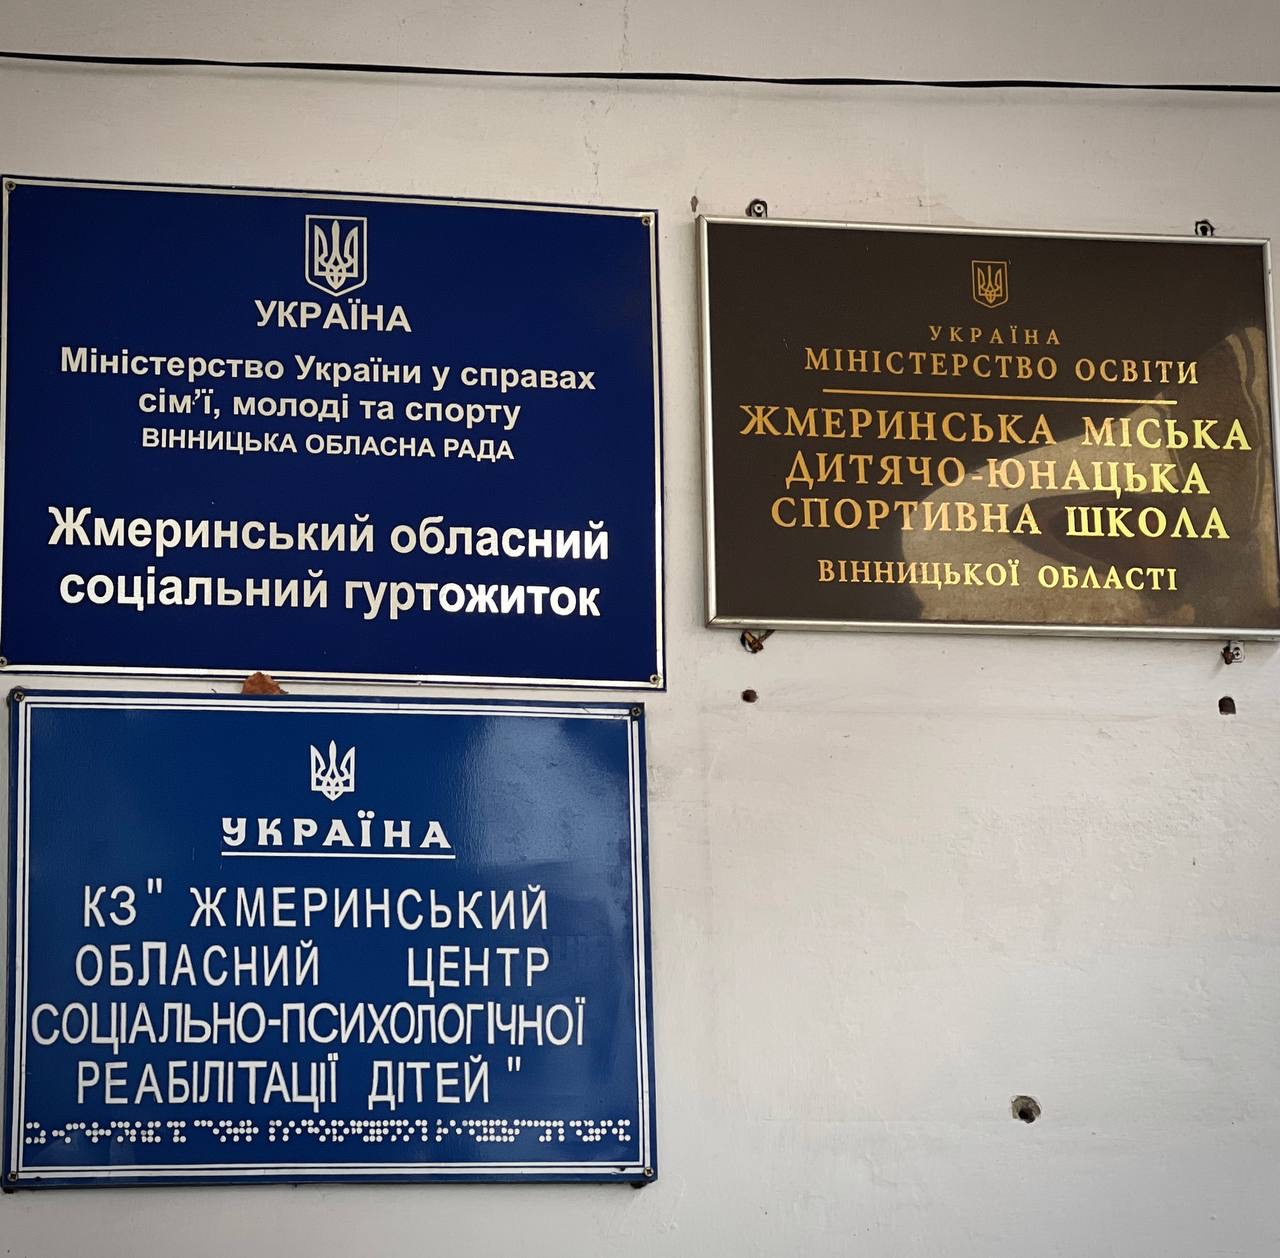 УКРАЇНА
Міністерство України у справах
сім'ї, молоді та спорту
ВІННИЦЬКА ОБЛАСНА РАДА
Жмеринський обласний
соціальний гуртожиток
УКРАЇНА
МІНІСТЕРСТВО ОСВІТИ
ЖМЕРИНСЬКА МІСЬКА
ДИТЯЧО-ЮНАЦЬКА
СПОРТИВНА ШКОЛА
ВІННИЦЬКОЇ ОБЛАСТІ
УКРАЇНА
КЗ" ЖМЕРИНСЬКИЙ
ОБЛАСНИЙ ЦЕНТР
СОЦІАЛЬНО-ПСИХОЛОГІЧНОЇ
РЕАБІЛІТАЦІЇ ДІТЕЙ"